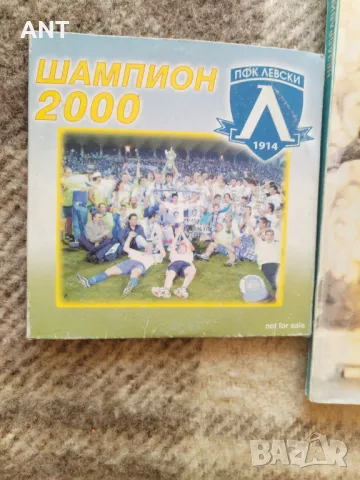 ANT
ШАМПИОН
2000
ПФК ЛЕВСКИ
Λ
1914
not for sale
BAZAR